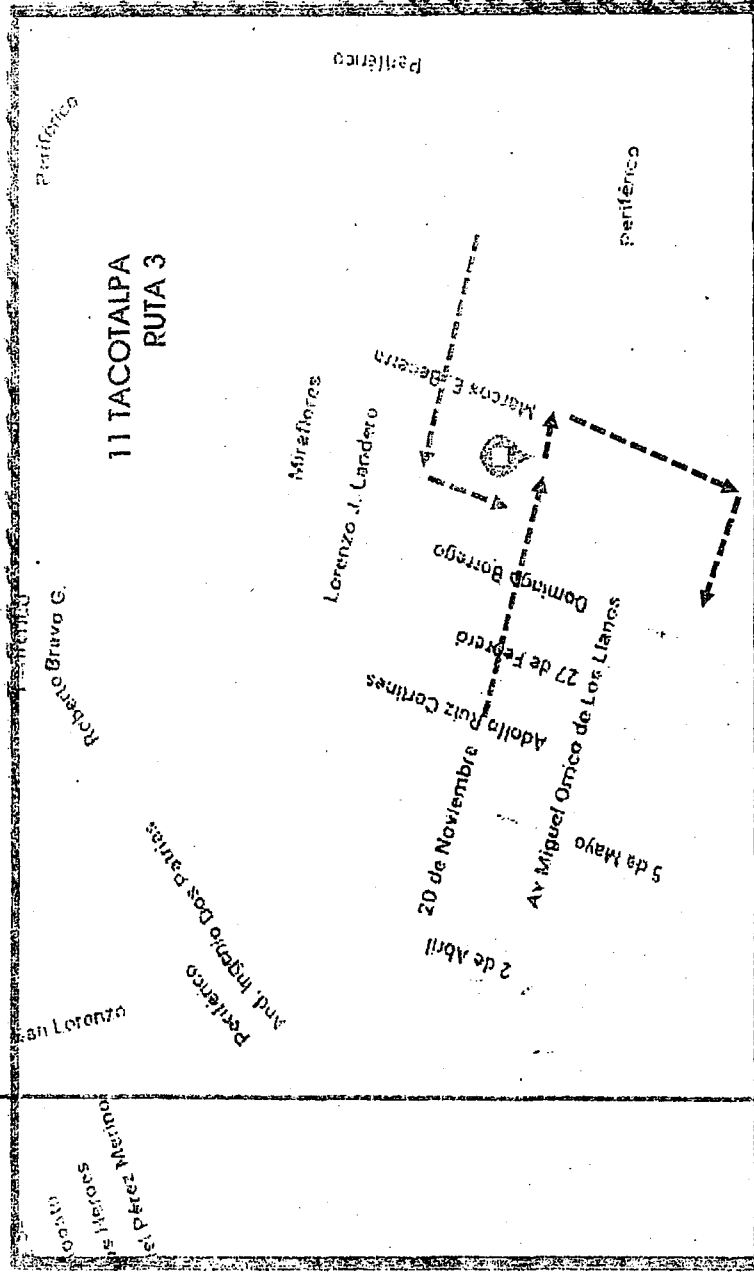 11 TACOTALPA
RUTA 3
Periférico
Periférico
Periférico
Marcos E. Becerra
Miraflores
Lorenzo J. Landero
Domingo Borrego
27 de Febrero
Adolfo Ruiz Cortines
Av Miguel Orrico de Los Llanos
20 de Noviembre
5 de Mayo
2 de Abril
Roberto Bravo G.
And. Ingenio Dos Patrias
Periférico
an Lorenzo
Pérez Merino